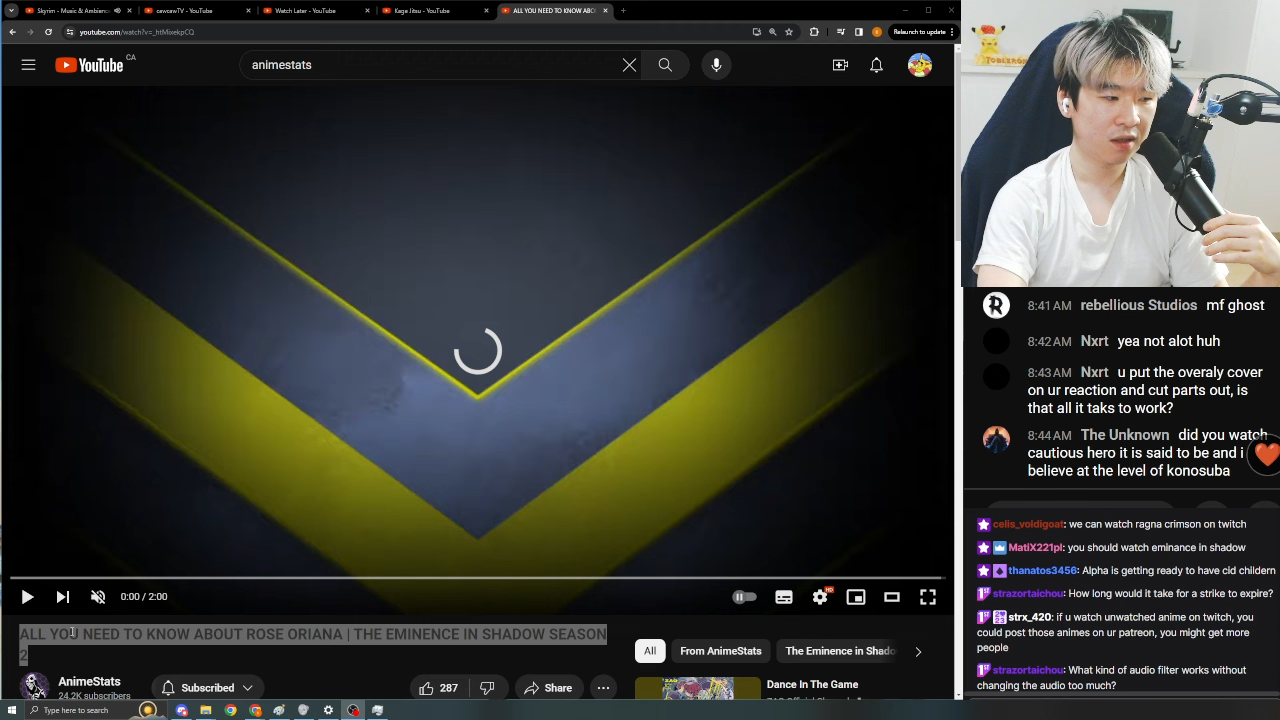 Skyrim - Music & Ambience
cawcawTV - YouTube
Watch Later - YouTube
Kage Jitsu - YouTube
ALL YOU NEED TO KNOW ABOU
youtube.com/watch?v=_htMixekpCQ
Relaunch to update
YouTube CA
animestats
0:00 / 2:00
HD
ALL YOU NEED TO KNOW ABOUT ROSE ORIANA | THE EMINENCE IN SHADOW SEASON
2
AnimeStats
24.2K subscribers
Subscribed
287
Share
All
From AnimeStats
The Eminence in Shado
Dance In The Game
Type here to search
TOBLERON
8:41 AM rebellious Studios mf ghost
8:42 AM Nxrt yea not alot huh
8:43 AM Nxrt u put the overaly cover
on ur reaction and cut parts out, is
that all it taks to work?
8:44 AM The Unknown did you watch
cautious hero it is said to be and i
believe at the level of konosuba
celis_voldigoat: we can watch ragna crimson on twitch
MatiX221pl: you should watch eminance in shadow
thanatos3456: Alpha is getting ready to have cid childern
strazortaichou: How long would it take for a strike to expire?
strx_420: if u watch unwatched anime on twitch, you
could post those animes on ur patreon, you might get more
people
strazortaichou: What kind of audio filter works without
changing the audio too much?